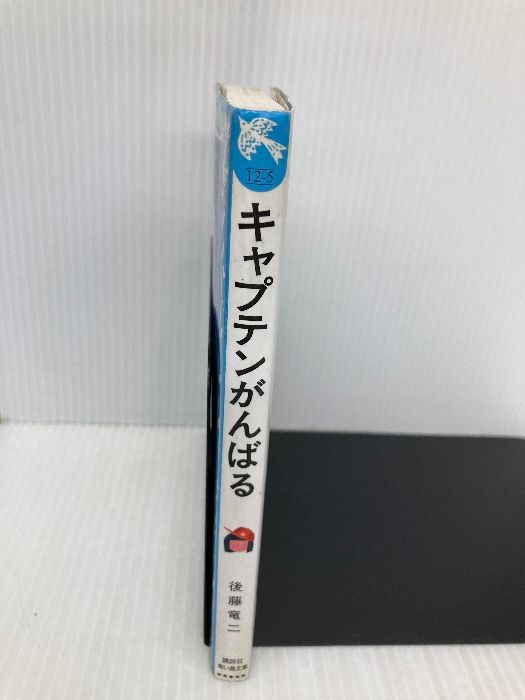 12-5
キャプテンがんばる
後藤竜二
講談社
青い鳥文庫
★★★★★